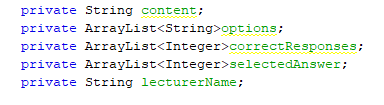 private String content;
private ArrayList<String>options;
private ArrayList<Integer>correctResponses;
private ArrayList<Integer>selectedAnswer;
private String lecturerName;